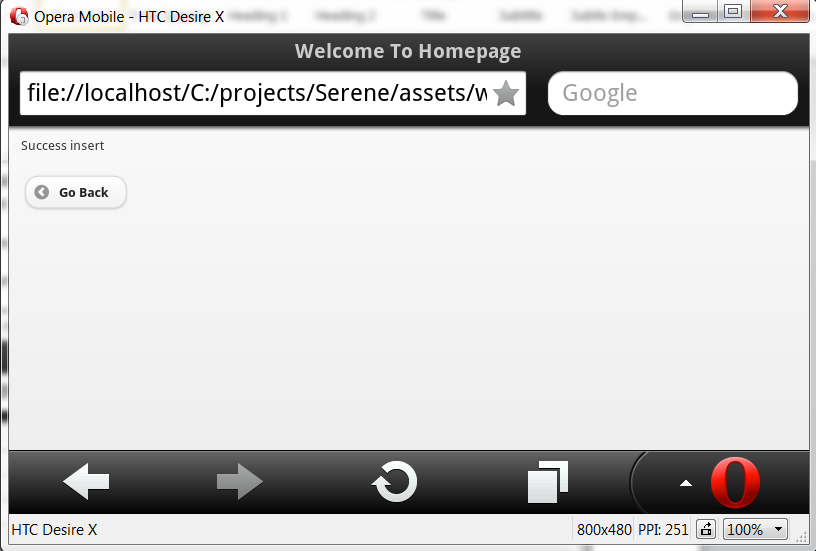 Opera Mobile - HTC Desire X
Welcome To Homepage
file://localhost/C:/projects/Serene/assets/w
Google
Success insert
Go Back
HTC Desire X
800x480
PPI: 251
100%